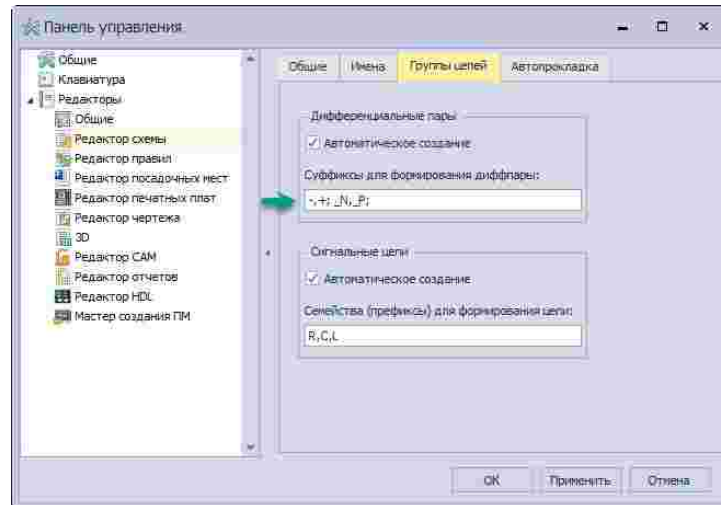 Панель управления
Общие
Клавиатура
Редакторы
Общие
Редактор схемы
Редактор правил
Редактор посадочных мест
Редактор печатных плат
Редактор чертежа
3D
Редактор CAM
Редактор отчетов
Редактор HDL
Мастер создания ПМ
Общие Имена Группы цепей Автопрокладка
Дифференциальные пары
Автоматическое создание
Суффиксы для формирования диффпары:
-,+; _N,_P;
Сигнальные цепи
Автоматическое создание
Семейства (префиксы) для формирования цепи:
R,C,L
ОК Применить Отмена